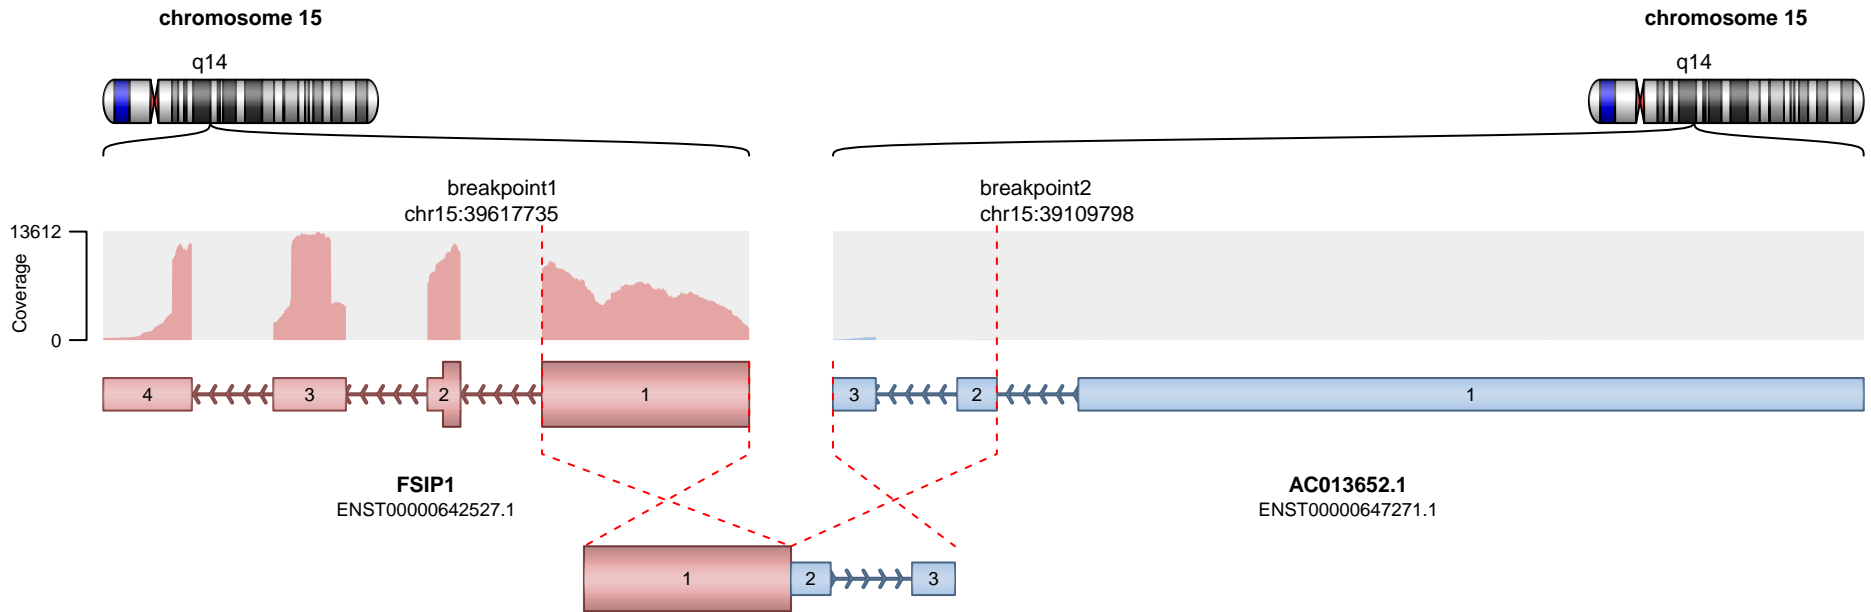 chromosome 15
chromosome 15
q14
q14
breakpoint1
chr15:39617735
breakpoint2
chr15:39109798
13612
Coverage
0
4
3
2
1
3
2
1
FSIP1
ENST00000642527.1
AC013652.1
ENST00000647271.1
1
2
3